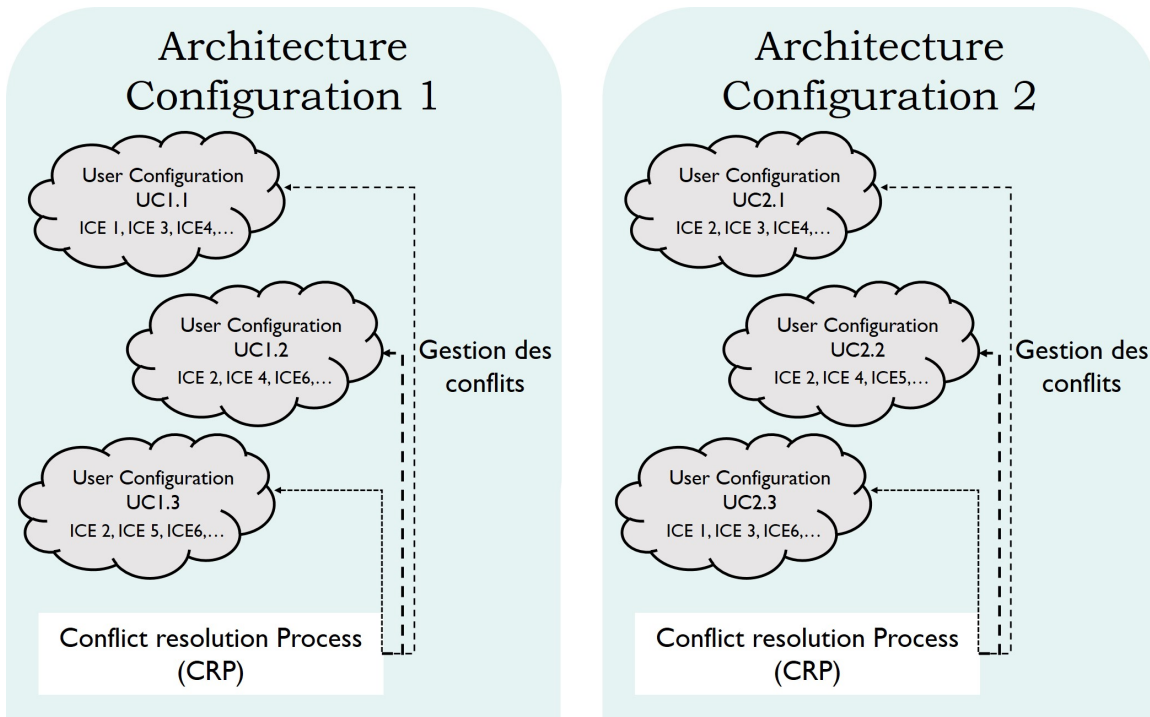 Architecture
Configuration 1
User Configuration
UC1.1
ICE 1, ICE 3, ICE4,…
User Configuration
UC1.2
ICE 2, ICE 4, ICE6,…
Gestion des
conflits
User Configuration
UC1.3
ICE 2, ICE 5, ICE6,…
Conflict resolution Process
(CRP)
Architecture
Configuration 2
User Configuration
UC2.1
ICE 2, ICE 3, ICE4,…
User Configuration
UC2.2
ICE 2, ICE 4, ICE5,…
Gestion des
conflits
User Configuration
UC2.3
ICE 1, ICE 3, ICE6,…
Conflict resolution Process
(CRP)